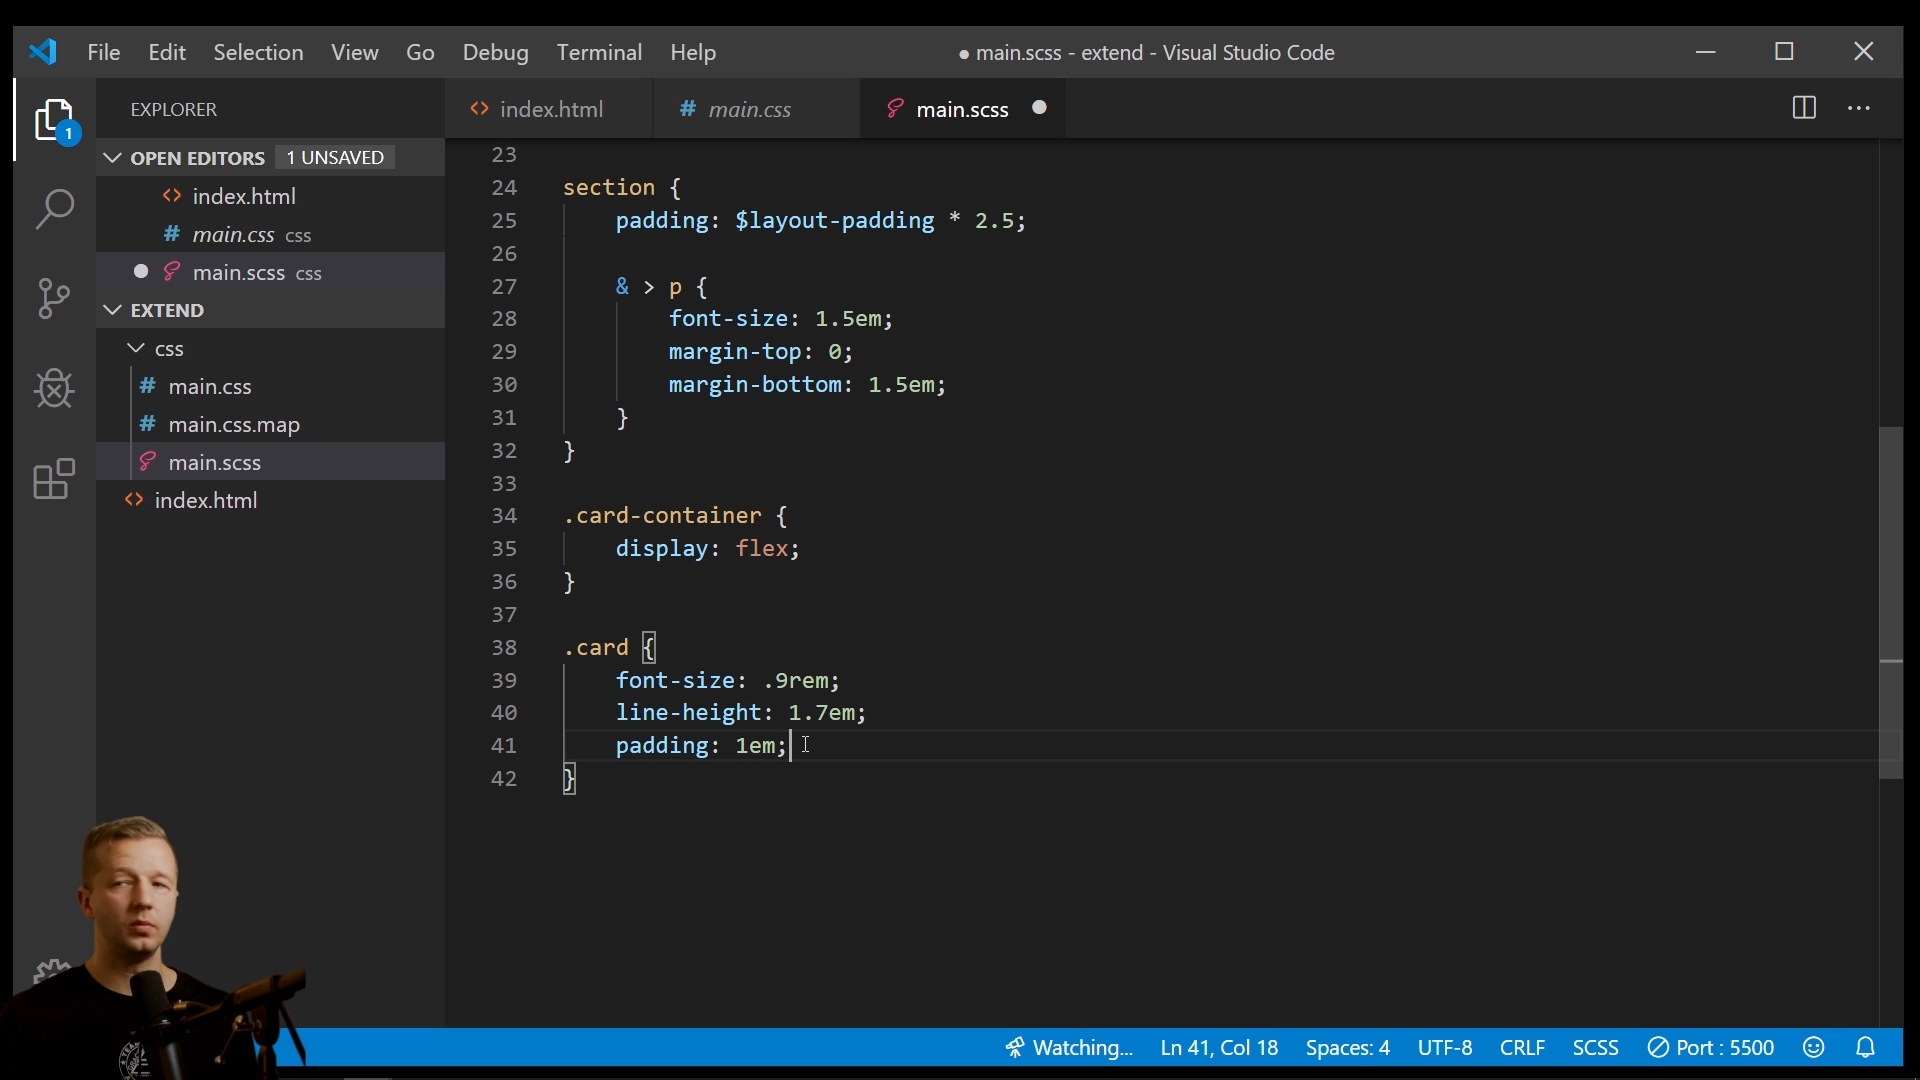 File Edit Selection View Go Debug Terminal Help
● main.scss - extend - Visual Studio Code
1
EXPLORER
OPEN EDITORS 1 UNSAVED
index.html
main.css css
main.scss css
EXTEND
css
main.css
main.css.map
main.scss
index.html
index.html
main.css
main.scss
23
24 section {
25 padding: $layout-padding * 2.5;
26
27 & > p {
28 font-size: 1.5em;
29 margin-top: 0;
30 margin-bottom: 1.5em;
31 }
32 }
33
34 .card-container {
35 display: flex;
36 }
37
38 .card {
39 font-size: .9rem;
40 line-height: 1.7em;
41 padding: 1em;
42 }
Watching... Ln 41, Col 18 Spaces: 4 UTF-8 CRLF SCSS Port : 5500